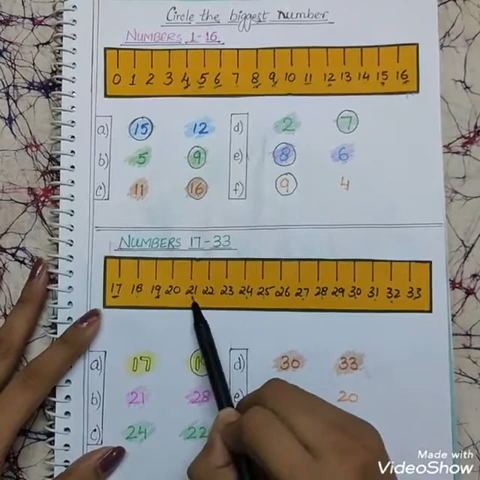 Circle the biggest Number
NUMBERS 1-16
0 1 2 3 4 5 6 7 8 9 10 11 12 13 14 15 16
a) 15 12 d) 2 7
b) 5 9 e) 8 6
c) 11 16 f) 9 4
NUMBERS 17-33
17 18 19 20 21 22 23 24 25 26 27 28 29 30 31 32 33
a) 17 d) 30 33
b) 21 28 20
c) 24 22
Made with
VideoShow